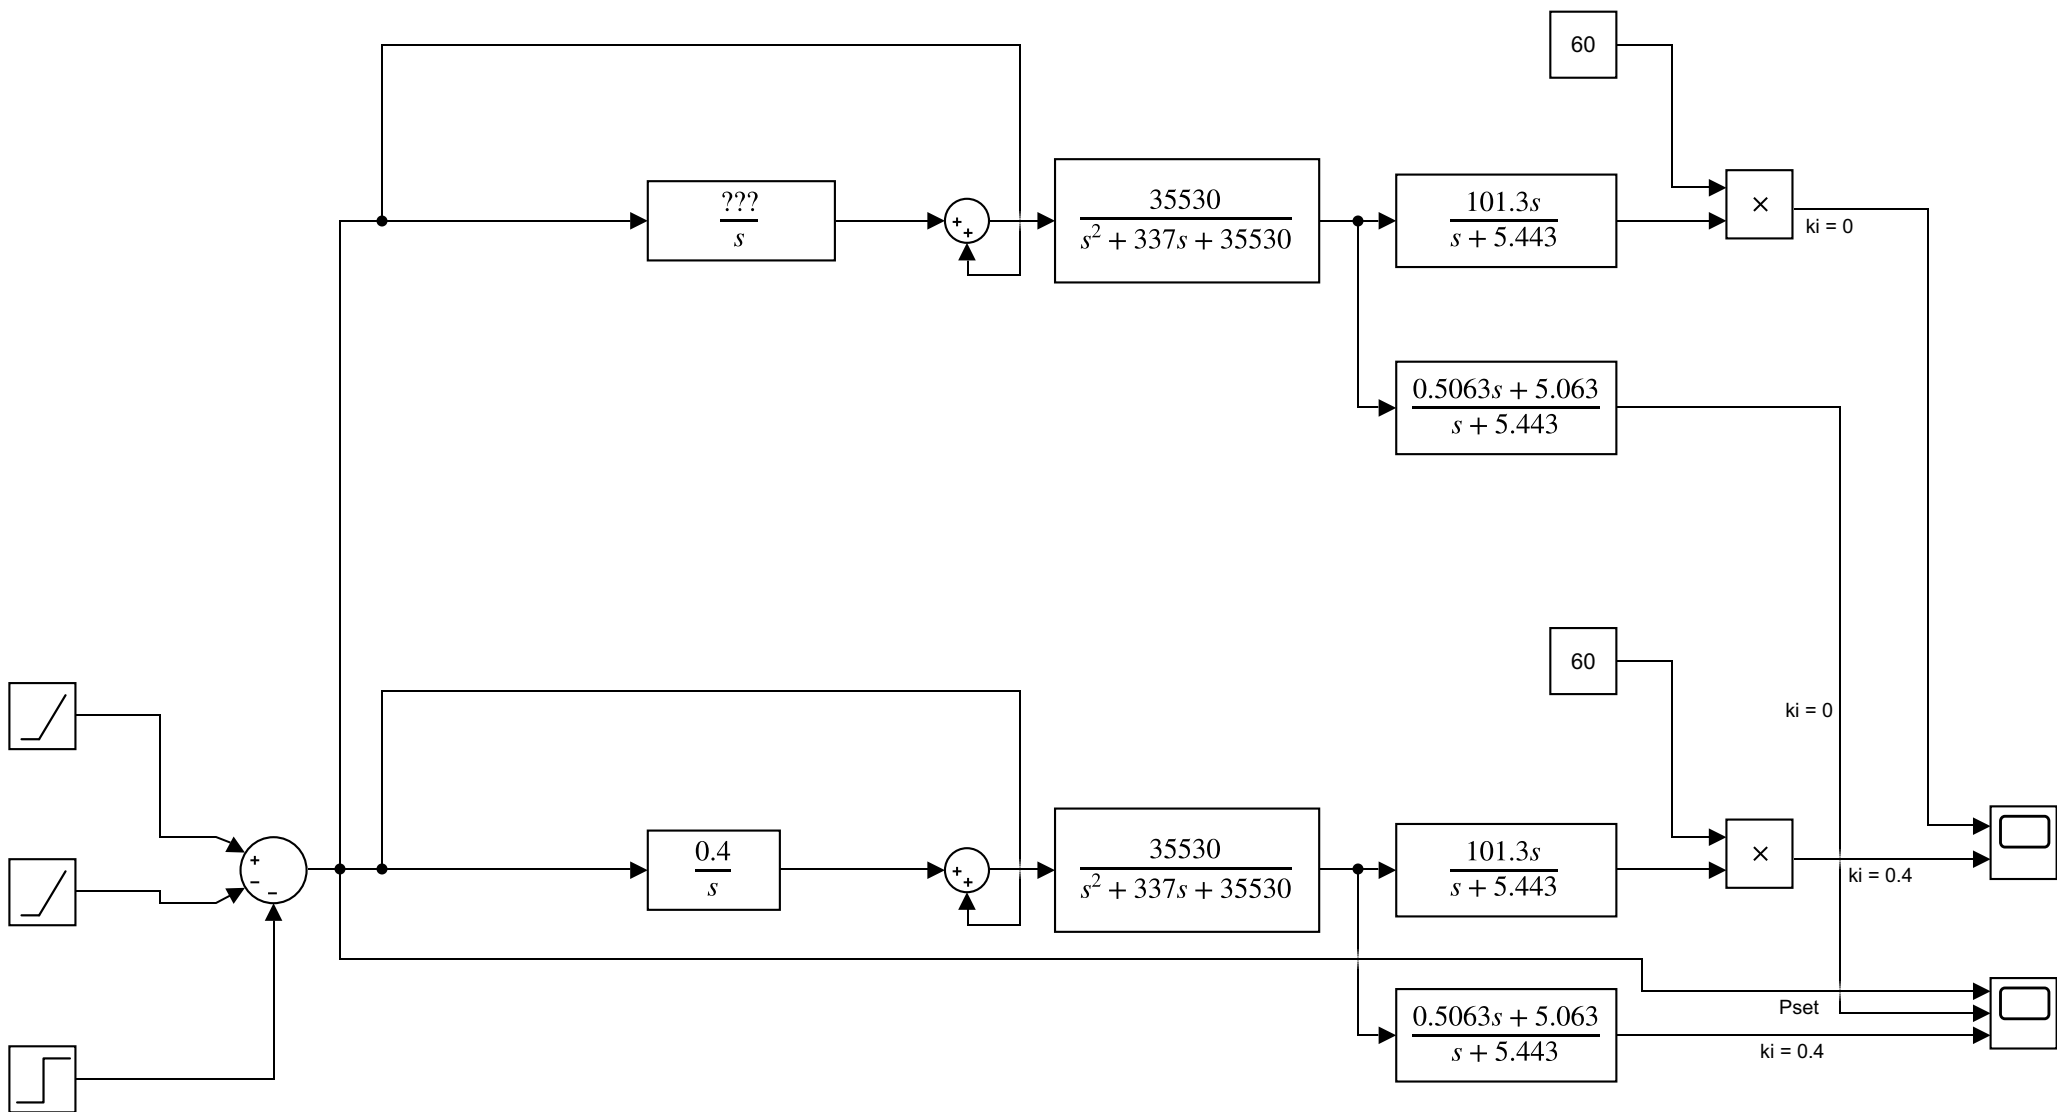 60
???
s
+
+
35530
s² + 337s + 35530
101.3s
s + 5.443
×
ki = 0
0.5063s + 5.063
s + 5.443
60
ki = 0
+
−
−
0.4
s
+
+
35530
s² + 337s + 35530
101.3s
s + 5.443
×
ki = 0.4
0.5063s + 5.063
s + 5.443
Pset
ki = 0.4